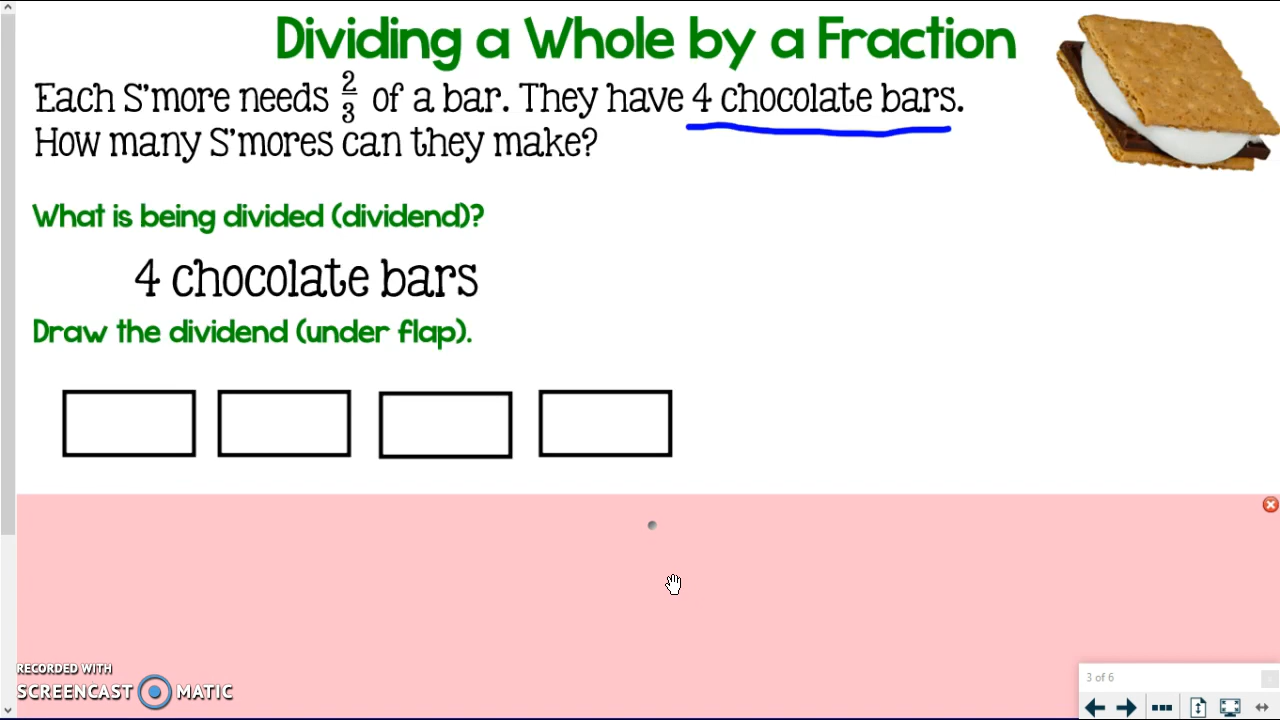 Dividing a Whole by a Fraction
Each S'more needs 2/3 of a bar. They have 4 chocolate bars.
How many S'mores can they make?
What is being divided (dividend)?
4 chocolate bars
Draw the dividend (under flap).
RECORDED WITH
SCREENCAST MATIC
3 of 6